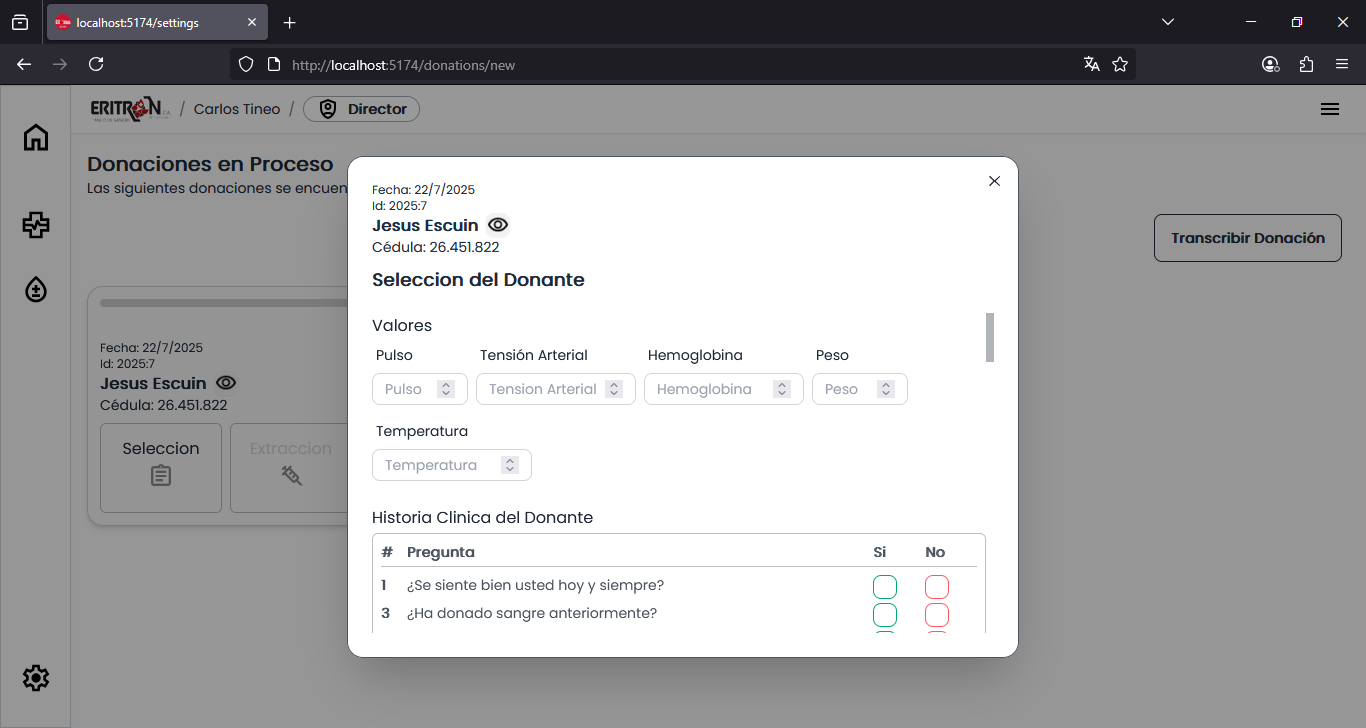 localhost:5174/settings
http://localhost:5174/donations/new
ERITRON / Carlos Tineo / Director
Donaciones en Proceso
Las siguientes donaciones se encuen
Transcribir Donación
Fecha: 22/7/2025
Id: 2025:7
Jesus Escuin
Cédula: 26.451.822
Seleccion
Extraccion
Fecha: 22/7/2025
Id: 2025:7
Jesus Escuin
Cédula: 26.451.822
Seleccion del Donante
Valores
Pulso Tensión Arterial Hemoglobina Peso
Pulso Tension Arterial Hemoglobina Peso
Temperatura
Temperatura
Historia Clinica del Donante
# Pregunta Si No
1 ¿Se siente bien usted hoy y siempre?
3 ¿Ha donado sangre anteriormente?